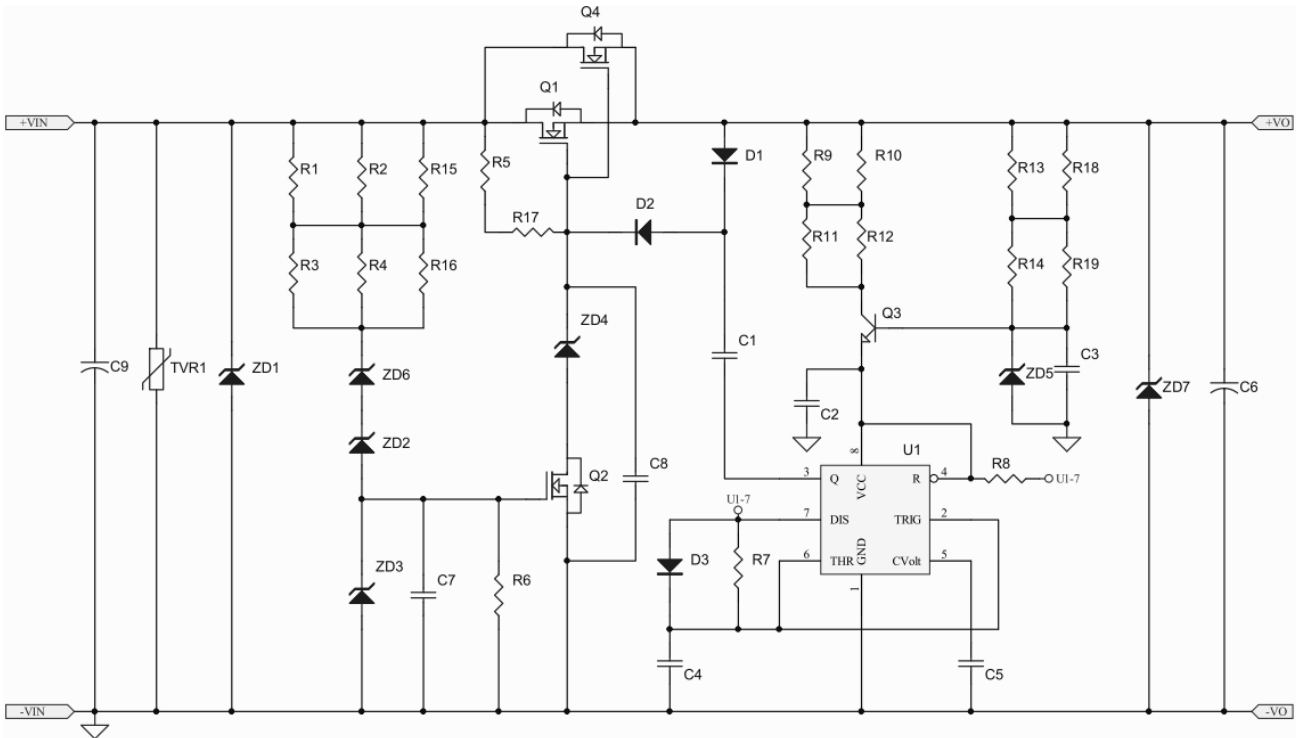 Q4
Q1
+VIN
+VO
R1
R2
R15
R5
D1
R9
R10
R13
R18
R17
D2
R3
R4
R16
R11
R12
R14
R19
Q3
ZD4
C1
C9
TVR1
ZD1
ZD6
ZD5
C3
ZD7
C6
C2
ZD2
U1
8
Q2
C8
3
Q
VCC
R
4
R8
U1-7
U1-7
7
DIS
TRIG
2
D3
R7
6
THR
GND
CVolt
5
ZD3
C7
R6
1
C4
C5
-VIN
-VO